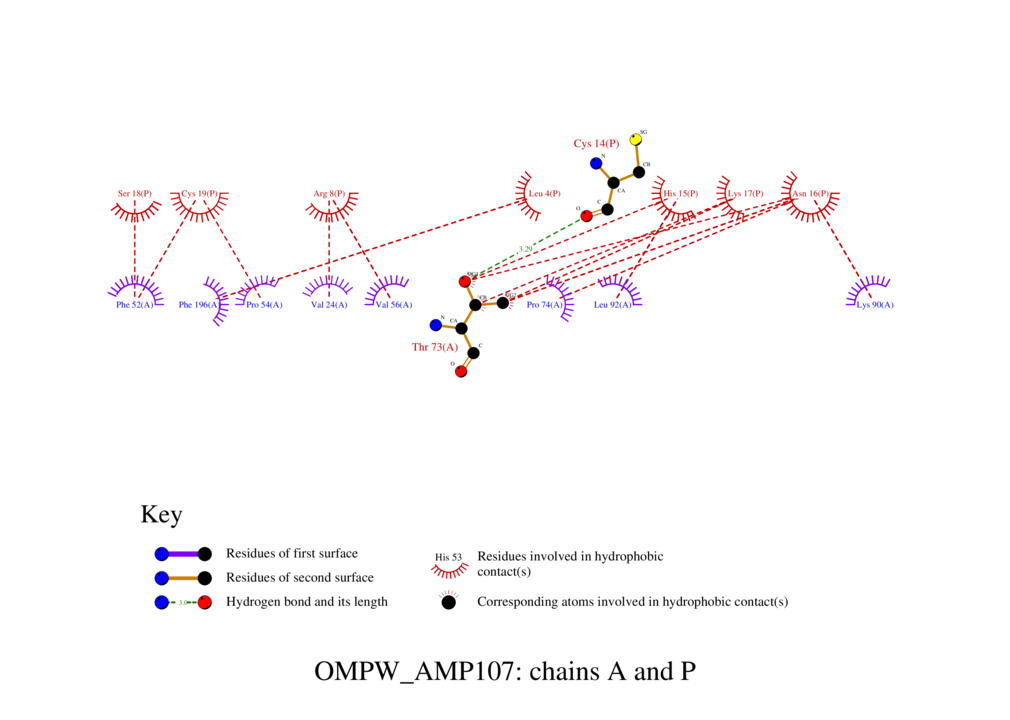 SG
Cys 14(P)
N
CB
CA
Ser 18(P)
Cys 19(P)
Arg 8(P)
Leu 4(P)
His 15(P)
Lys 17(P)
Asn 16(P)
C
O
3.29
Phe 52(A)
Phe 196(A)
Pro 54(A)
Val 24(A)
Val 56(A)
Pro 74(A)
Leu 92(A)
Lys 90(A)
N
CA
Thr 73(A)
C
O
Key
Residues of first surface
Residues of second surface
3.0
Hydrogen bond and its length
His 53
Residues involved in hydrophobic
contact(s)
Corresponding atoms involved in hydrophobic contact(s)
OMPW_AMP107: chains A and P